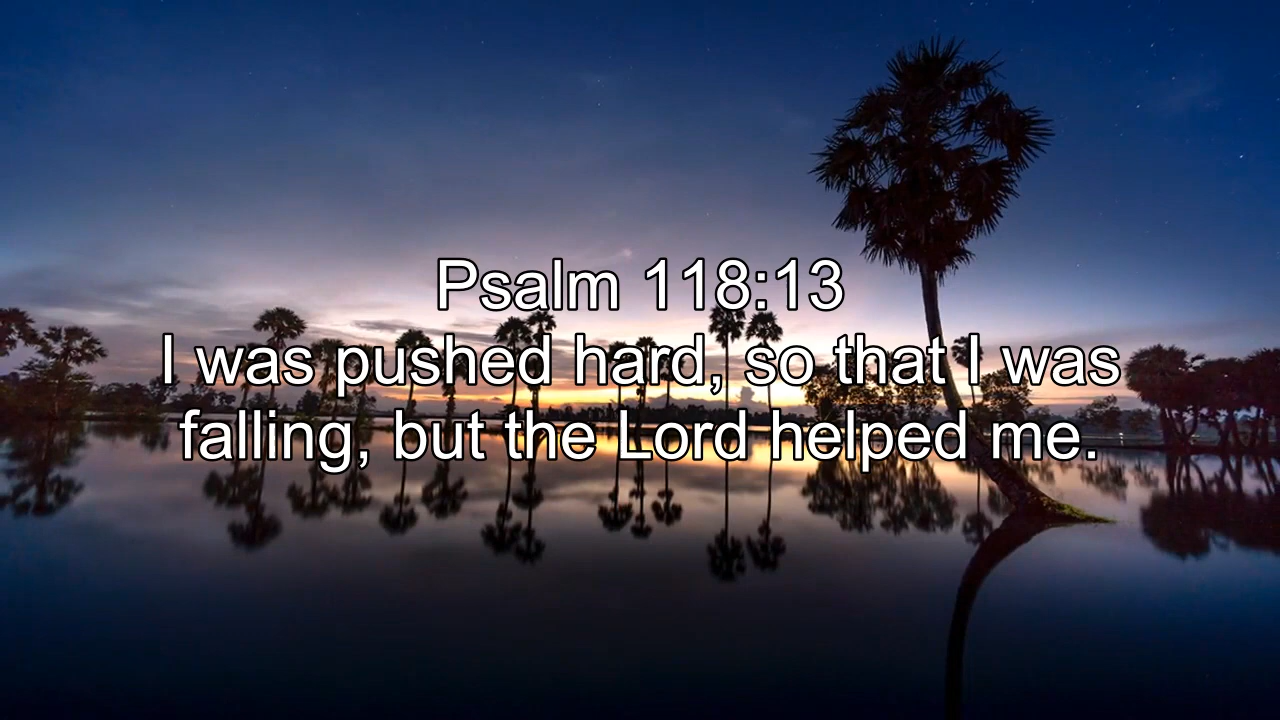 Psalm 118:13
I was pushed hard, so that I was
falling, but the Lord helped me.